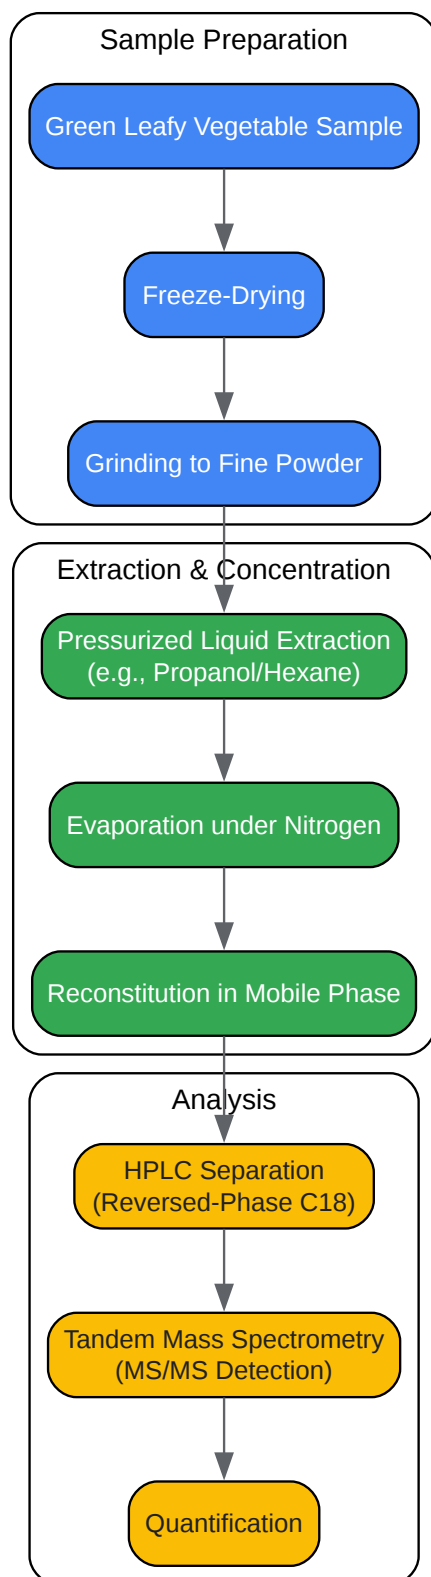 Sample Preparation
Green Leafy Vegetable Sample
Freeze-Drying
Grinding to Fine Powder
Extraction & Concentration
Pressurized Liquid Extraction
(e.g., Propanol/Hexane)
Evaporation under Nitrogen
Reconstitution in Mobile Phase
Analysis
HPLC Separation
(Reversed-Phase C18)
Tandem Mass Spectrometry
(MS/MS Detection)
Quantification